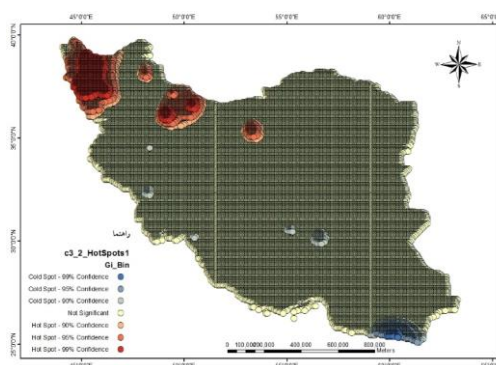 45°0'0"E 50°0'0"E 55°0'0"E 60°0'0"E 65°0'0"E
40°0'0"N
35°0'0"N
30°0'0"N
25°0'0"N
N
W E
S
راهنما
c3_2_HotSpots1
Gi_Bin
Cold Spot - 99% Confidence
Cold Spot - 95% Confidence
Cold Spot - 90% Confidence
Not Significant
Hot Spot - 90% Confidence
Hot Spot - 95% Confidence
Hot Spot - 99% Confidence
0 100,000200,000 400,000 600,000 800,000
Meters